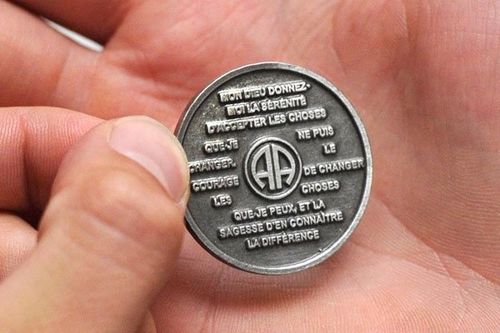 MON DIEU DONNEZ-
MOI LA SÉRÉNITÉ
D'ACCEPTER LES CHOSES
QUE JE NE PUIS
CHANGER, LE
COURAGE DE CHANGER
LES CHOSES
QUE JE PEUX, ET LA
SAGESSE D'EN CONNAÎTRE
LA DIFFÉRENCE
AA